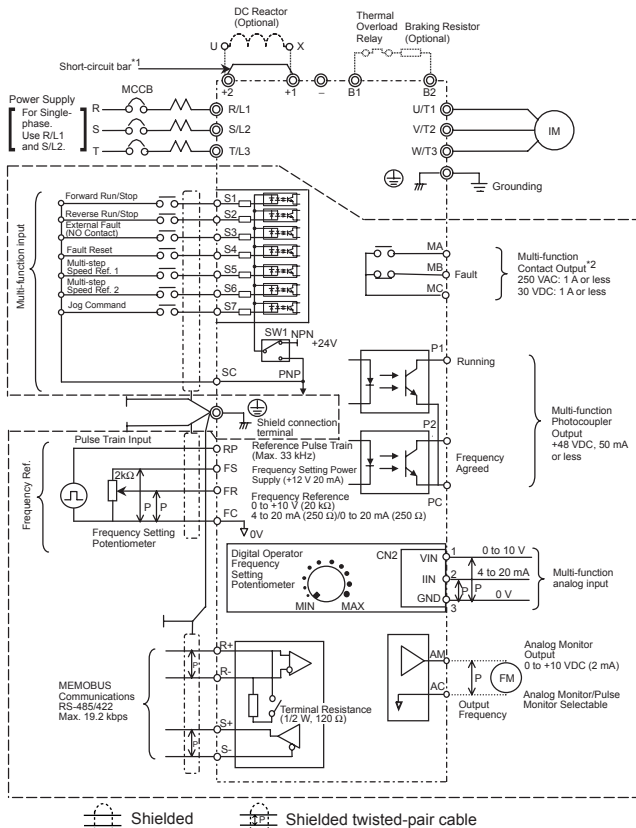 DC Reactor
(Optional)
U X
Thermal
Overload
Relay
Braking Resistor
(Optional)
Short-circuit bar*1
+2 +1 – B1 B2
Power Supply
For Single-
phase.
Use R/L1
and S/L2.
MCCB
R R/L1
S S/L2
T T/L3
U/T1
V/T2
W/T3
IM
Grounding
Multi-function input
Forward Run/Stop S1
Reverse Run/Stop S2
External Fault
(NO Contact) S3
Fault Reset S4
Multi-step
Speed Ref. 1 S5
Multi-step
Speed Ref. 2 S6
Jog Command S7
SW1 NPN
+24V
SC PNP
MA
MB Fault
MC
Multi-function
Contact Output*2
250 VAC: 1 A or less
30 VDC: 1 A or less
P1 Running
P2
Frequency
Agreed
PC
Multi-function
Photocoupler
Output
+48 VDC, 50 mA
or less
Shield connection
terminal
Frequency Ref.
Pulse Train Input
RP Reference Pulse Train
(Max. 33 kHz)
2kΩ
FS Frequency Setting Power
Supply (+12 V 20 mA)
P P
FR Frequency Reference
0 to +10 V (20 kΩ)
4 to 20 mA (250 Ω)/0 to 20 mA (250 Ω)
FC 0V
Frequency Setting
Potentiometer
Digital Operator
Frequency
Setting
Potentiometer
MIN MAX
CN2
VIN 1 0 to 10 V
IIN 2 4 to 20 mA
P P
GND 3 0 V
Multi-function
analog input
MEMOBUS
Communications
RS-485/422
Max. 19.2 kbps
R+
P
R-
Terminal Resistance
(1/2 W, 120 Ω)
S+
P
S-
AM
AC
P
FM
Analog Monitor
Output
0 to +10 VDC (2 mA)
Analog Monitor/Pulse
Monitor Selectable
Output
Frequency
Shielded
P Shielded twisted-pair cable